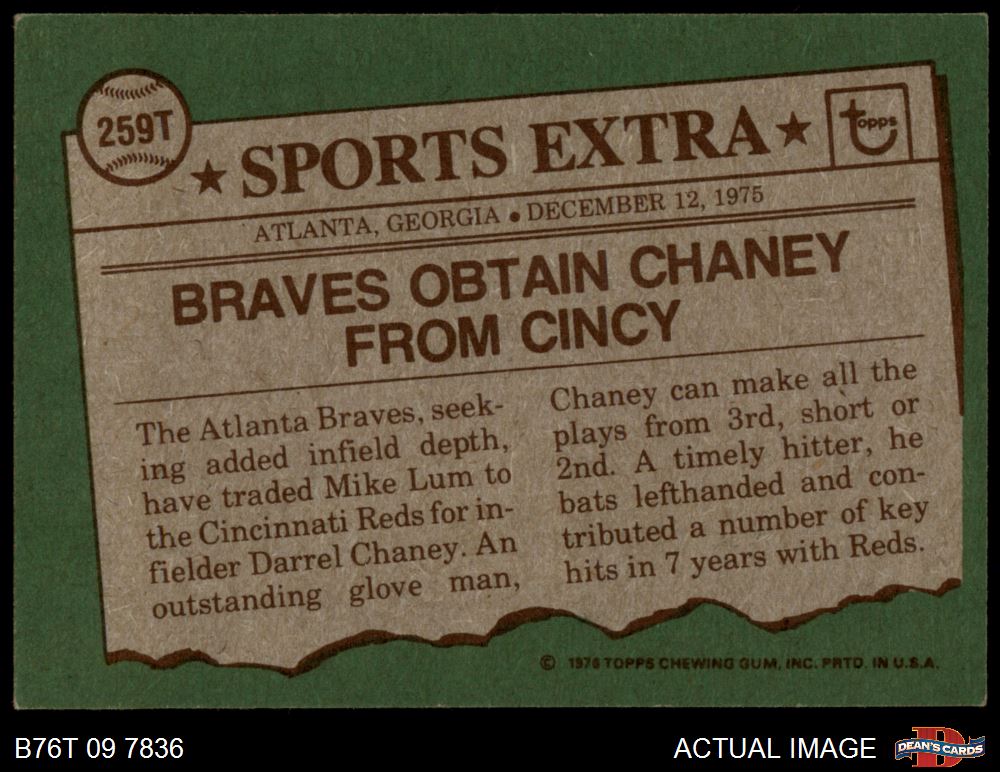 259T
★ SPORTS EXTRA ★
topps
ATLANTA, GEORGIA • DECEMBER 12, 1975
BRAVES OBTAIN CHANEY
FROM CINCY
The Atlanta Braves, seek-
ing added infield depth,
have traded Mike Lum to
the Cincinnati Reds for in-
fielder Darrel Chaney. An
outstanding glove man,
Chaney can make all the
plays from 3rd, short or
2nd. A timely hitter, he
bats lefthanded and con-
tributed a number of key
hits in 7 years with Reds.
© 1976 TOPPS CHEWING GUM, INC. PRTD. IN U.S.A.
B76T 09 7836
ACTUAL IMAGE
D
DEAN'S CARDS